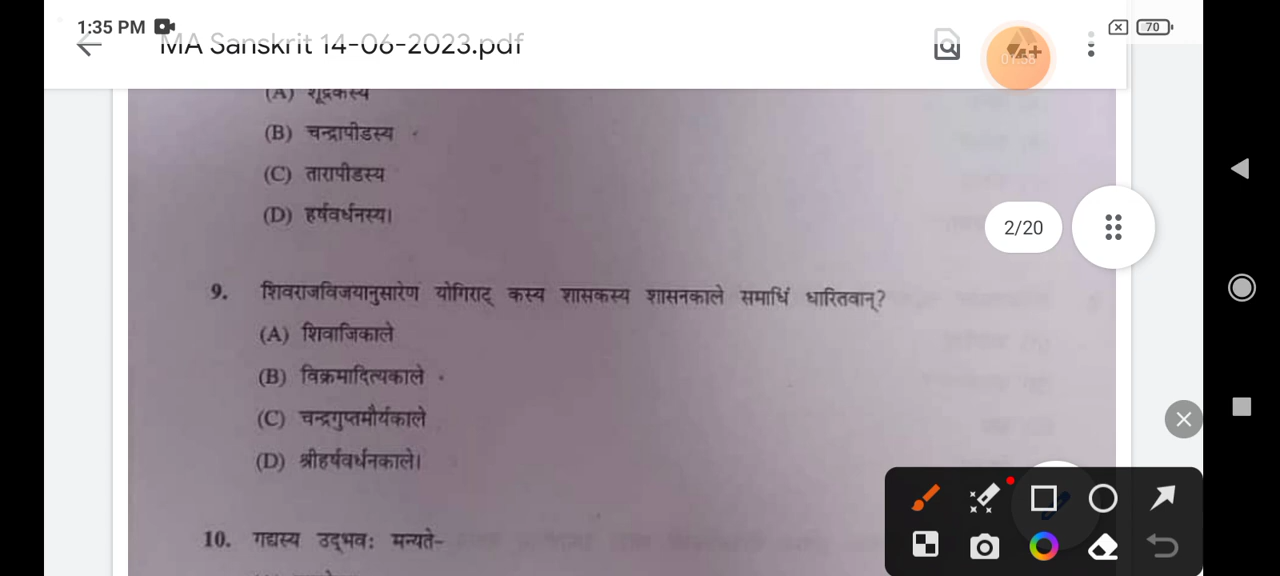 1:35 PM
70
MA Sanskrit 14-06-2023.pdf
01:58
(A) शूद्रकस्य
(B) चन्द्रापीडस्य
(C) तारापीडस्य
(D) हर्षवर्धनस्य।
2/20
9. शिवराजविजयानुसारेण योगिराट् कस्य शासकस्य शासनकाले समाधिं धारितवान्?
(A) शिवाजिकाले
(B) विक्रमादित्यकाले
(C) चन्द्रगुप्तमौर्यकाले
(D) श्रीहर्षवर्धनकाले।
10. गद्यस्य उद्भवः मन्यते-